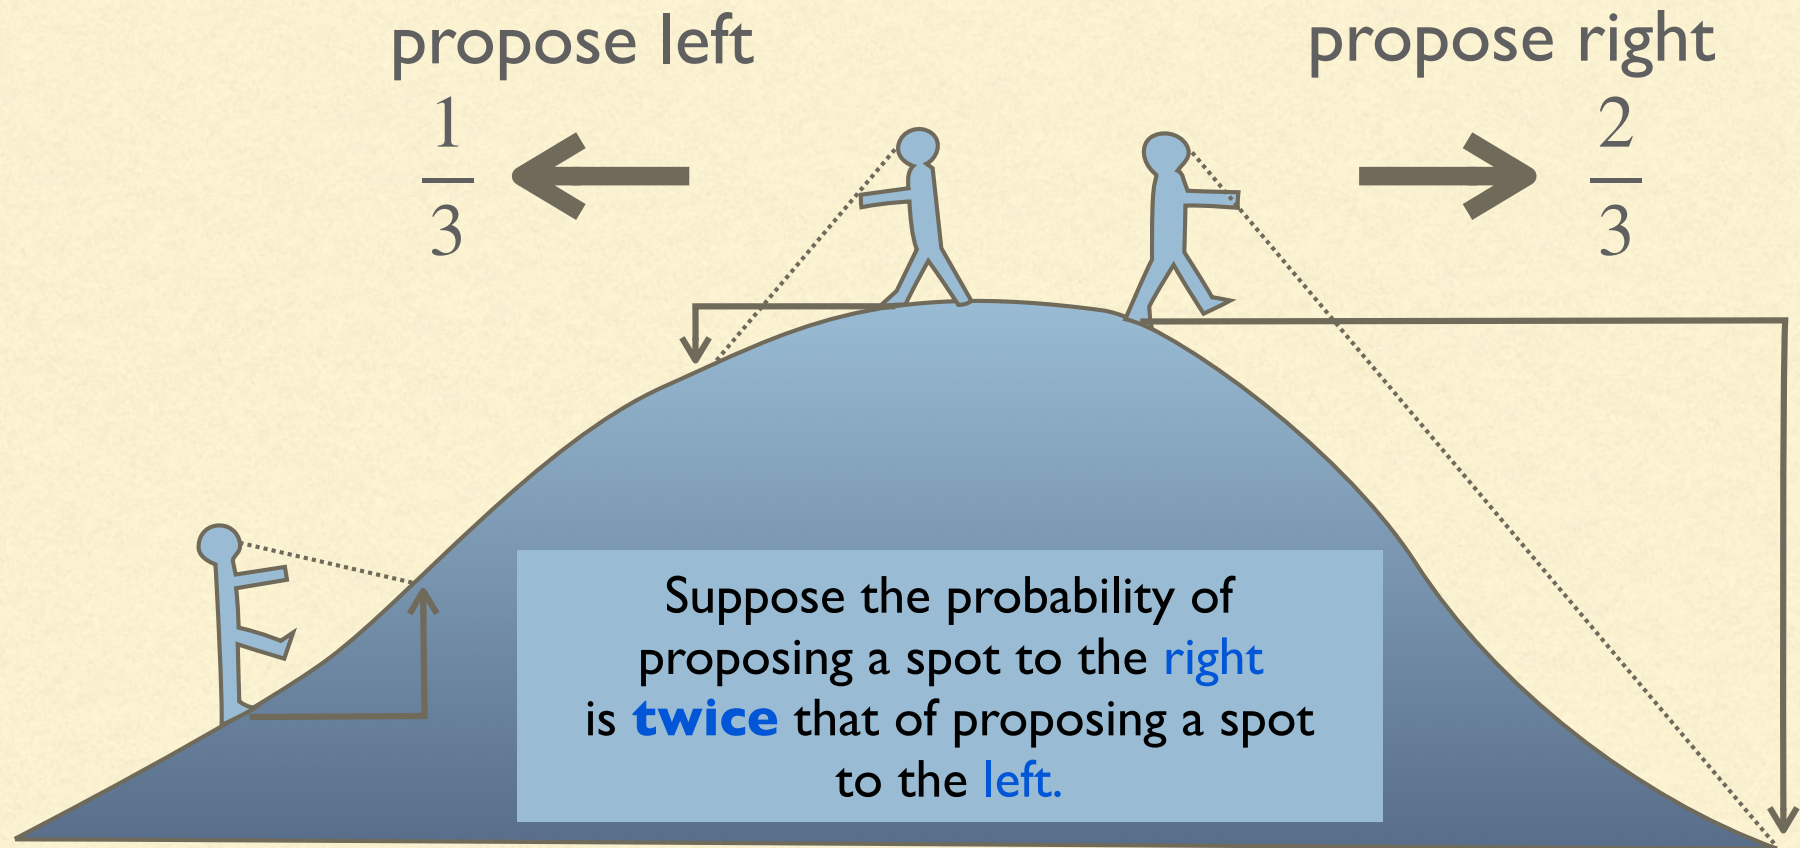 propose left
1
3
propose right
2
3
Suppose the probability of
proposing a spot to the right
is twice that of proposing a spot
to the left.